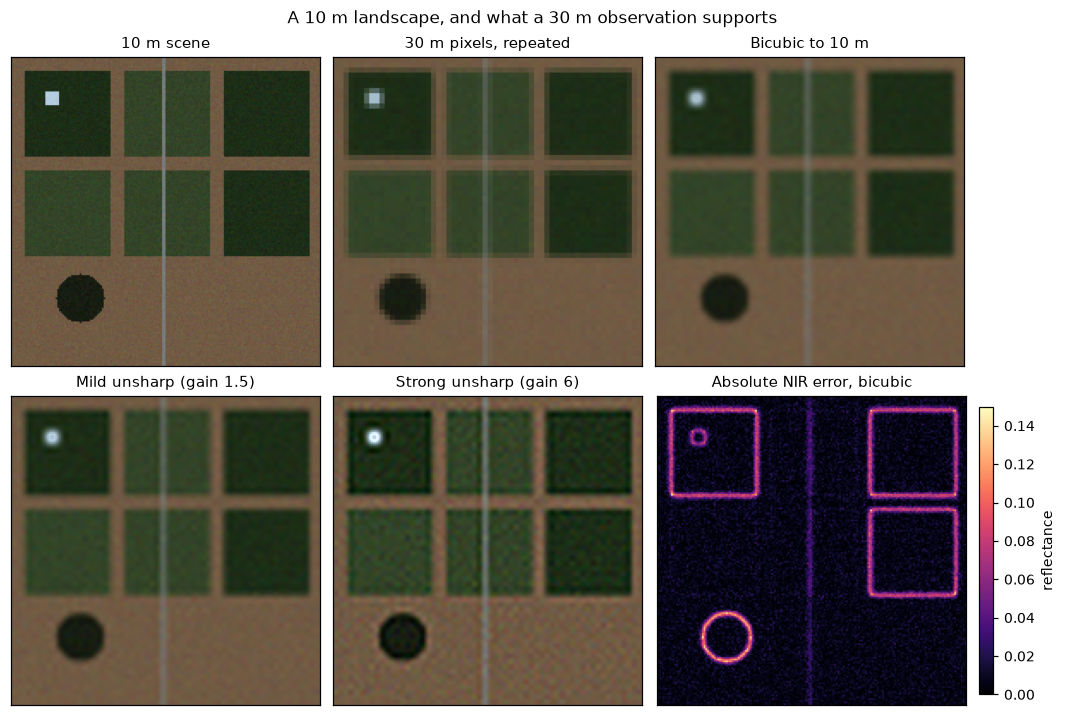 A 10 m landscape, and what a 30 m observation supports
10 m scene
30 m pixels, repeated
Bicubic to 10 m
Mild unsharp (gain 1.5)
Strong unsharp (gain 6)
Absolute NIR error, bicubic
0.14
0.12
0.10
0.08
0.06
0.04
0.02
0.00
reflectance